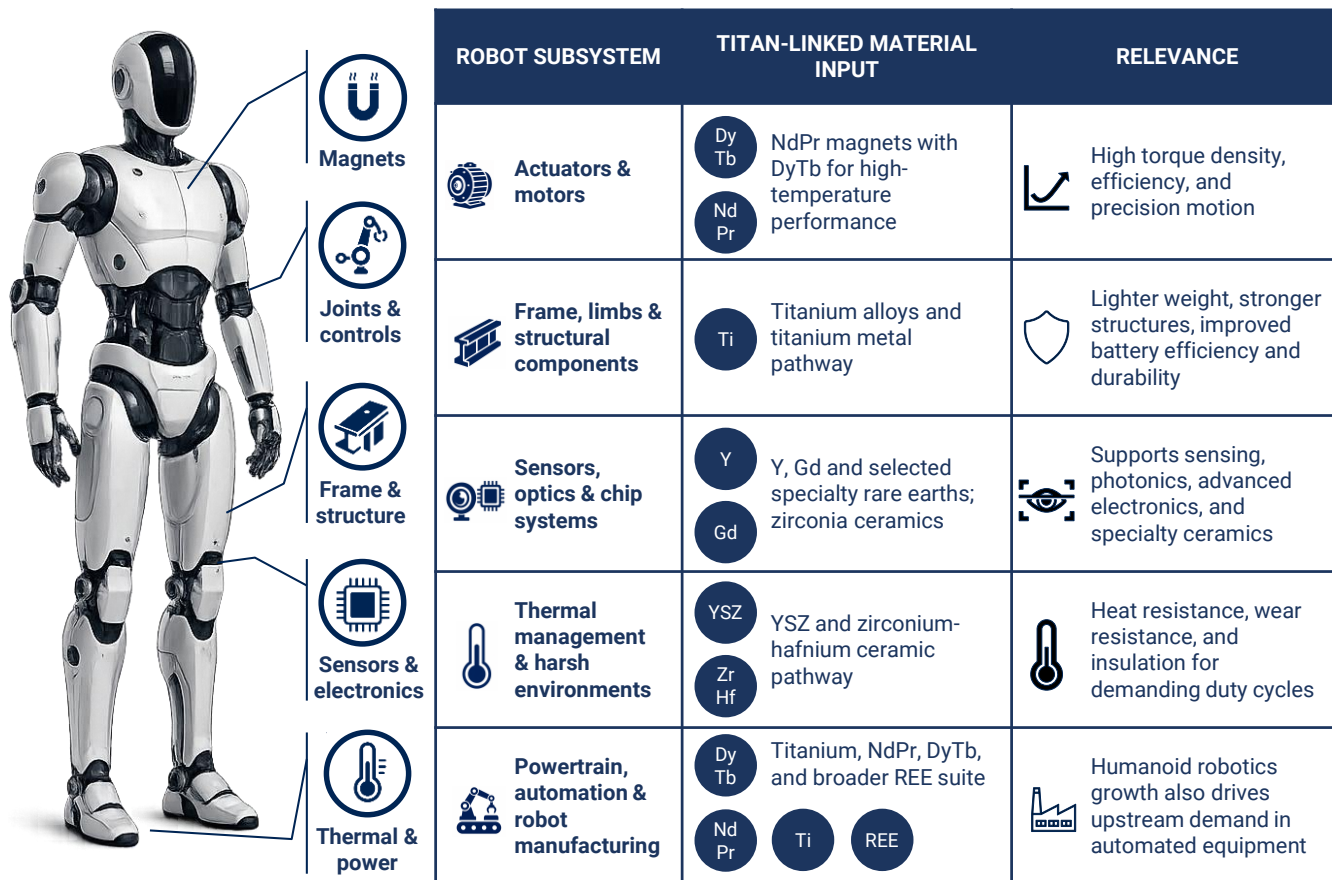 Magnets
Joints &
controls
Frame &
structure
Sensors &
electronics
Thermal &
power
ROBOT SUBSYSTEM
TITAN-LINKED MATERIAL
INPUT
RELEVANCE
Actuators &
motors
Dy
Tb
Nd
Pr
NdPr magnets with
DyTb for high-
temperature
performance
High torque density,
efficiency, and
precision motion
Frame, limbs &
structural
components
Ti
Titanium alloys and
titanium metal
pathway
Lighter weight, stronger
structures, improved
battery efficiency and
durability
Sensors,
optics & chip
systems
Y
Gd
Y, Gd and selected
specialty rare earths;
zirconia ceramics
Supports sensing,
photonics, advanced
electronics, and
specialty ceramics
Thermal
management
& harsh
environments
YSZ
Zr
Hf
YSZ and zirconium-
hafnium ceramic
pathway
Heat resistance, wear
resistance, and
insulation for
demanding duty cycles
Powertrain,
automation &
robot
manufacturing
Dy
Tb
Titanium, NdPr, DyTb,
and broader REE suite
Nd
Pr
Ti
REE
Humanoid robotics
growth also drives
upstream demand in
automated equipment